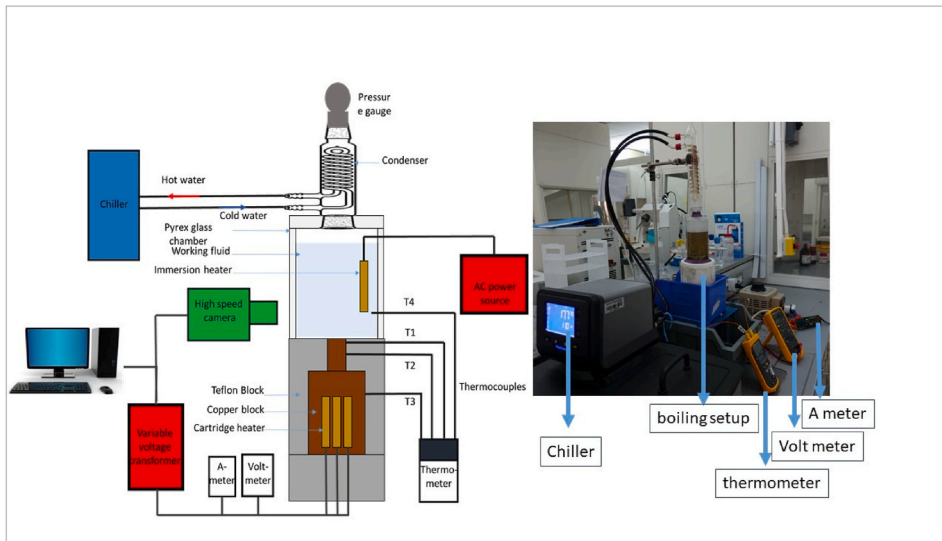 Pressur
e gauge
Condenser
Hot water
Chiller
Cold water
Pyrex glass
chamber
Working fluid
Immersion heater
AC power
source
High speed
camera
T4
T1
T2
T3
Thermocouples
Teflon Block
Copper block
Cartridge heater
Variable
voltage
transformer
A-
meter
Volt-
meter
Thermo-
meter
boiling setup
A meter
Volt meter
Chiller
thermometer